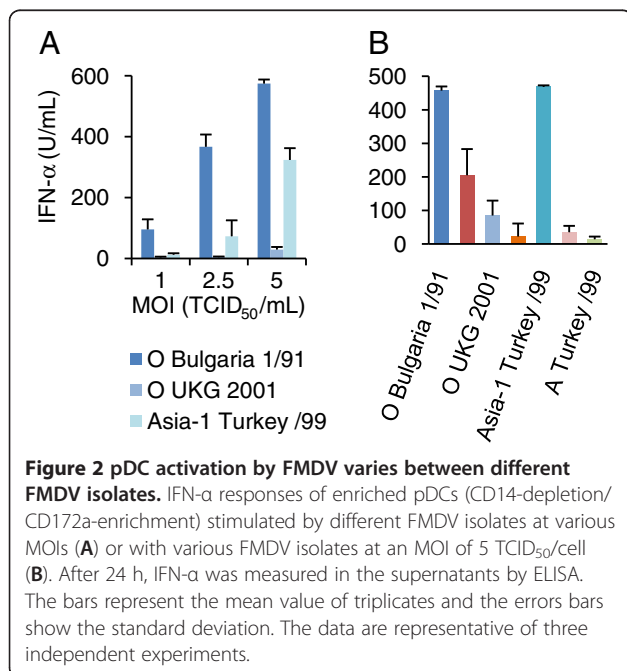 A
B
IFN-α (U/mL)
600
400
200
0
1 2.5 5
MOI (TCID50/mL)
500
400
300
200
100
0
O Bulgaria 1/91
O UKG 2001
Asia-1 Turkey /99
A Turkey /99
O Bulgaria 1/91
O UKG 2001
Asia-1 Turkey /99
Figure 2 pDC activation by FMDV varies between different
FMDV isolates. IFN-α responses of enriched pDCs (CD14-depletion/
CD172a-enrichment) stimulated by different FMDV isolates at various
MOIs (A) or with various FMDV isolates at an MOI of 5 TCID50/cell
(B). After 24 h, IFN-α was measured in the supernatants by ELISA.
The bars represent the mean value of triplicates and the errors bars
show the standard deviation. The data are representative of three
independent experiments.